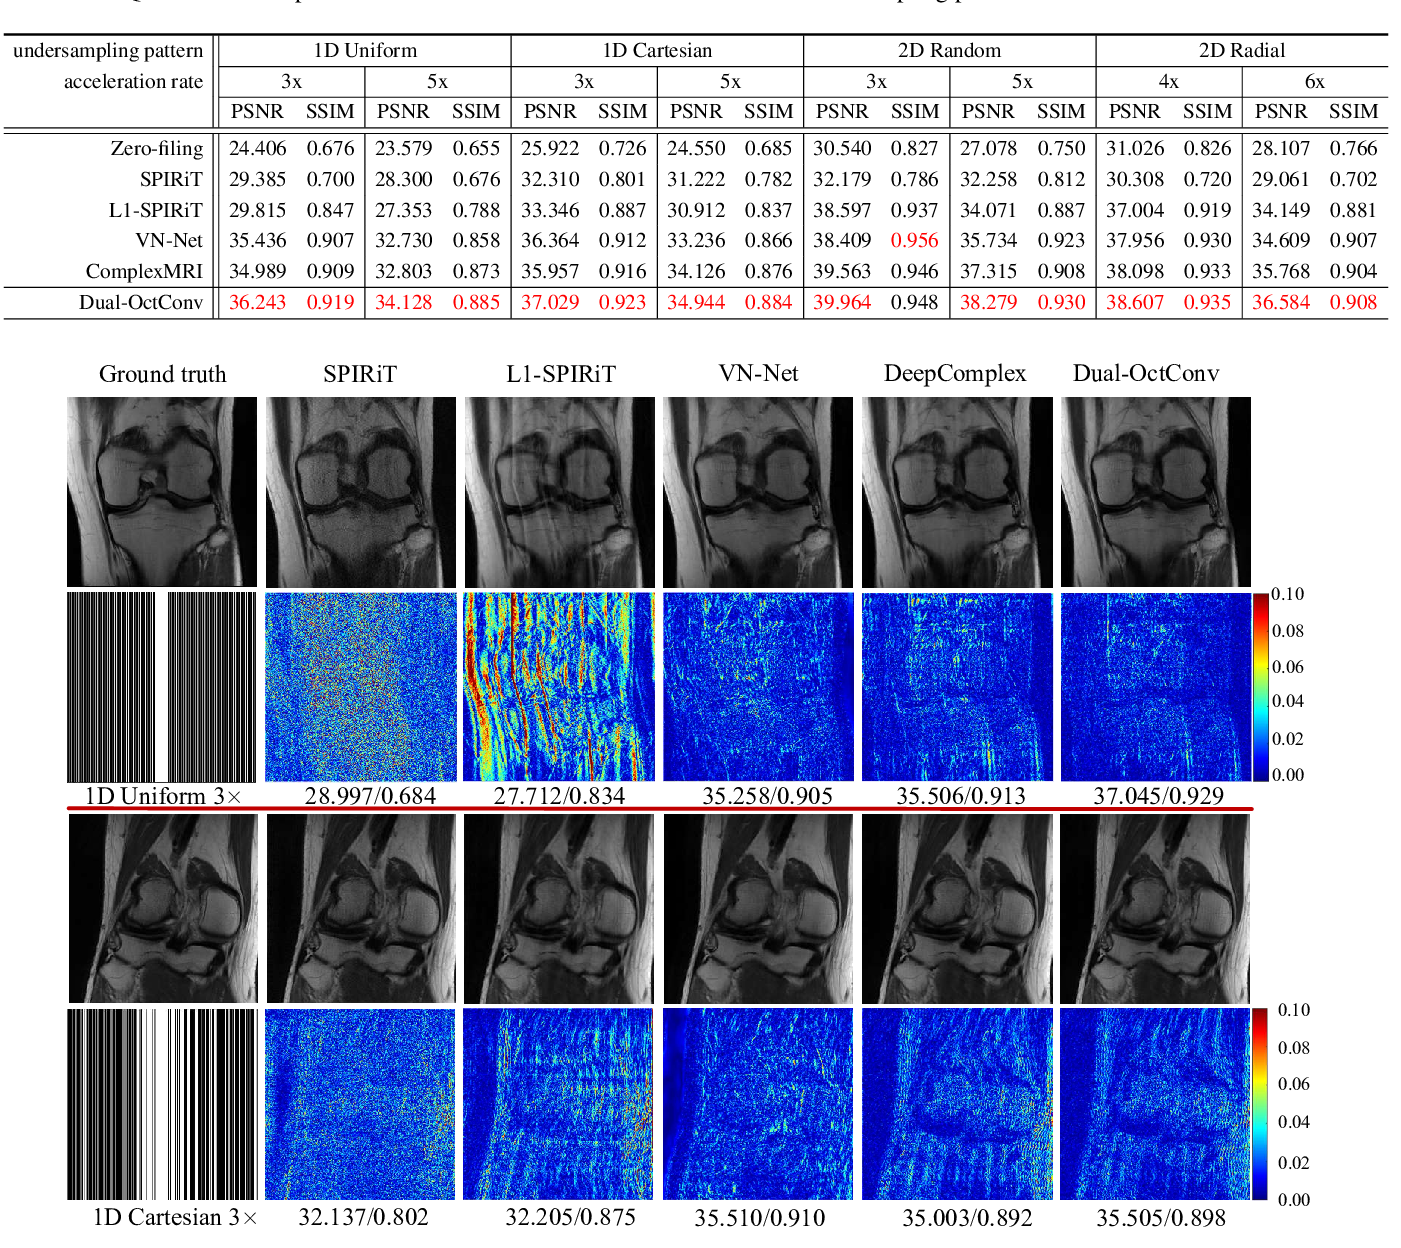 undersampling pattern 1D Uniform 1D Cartesian 2D Random 2D Radial
acceleration rate 3x 5x 3x 5x 3x 5x 4x 6x
PSNR SSIM PSNR SSIM PSNR SSIM PSNR SSIM PSNR SSIM PSNR SSIM PSNR SSIM PSNR SSIM
Zero-filing 24.406 0.676 23.579 0.655 25.922 0.726 24.550 0.685 30.540 0.827 27.078 0.750 31.026 0.826 28.107 0.766
SPIRiT 29.385 0.700 28.300 0.676 32.310 0.801 31.222 0.782 32.179 0.786 32.258 0.812 30.308 0.720 29.061 0.702
L1-SPIRiT 29.815 0.847 27.353 0.788 33.346 0.887 30.912 0.837 38.597 0.937 34.071 0.887 37.004 0.919 34.149 0.881
VN-Net 35.436 0.907 32.730 0.858 36.364 0.912 33.236 0.866 38.409 0.956 35.734 0.923 37.956 0.930 34.609 0.907
ComplexMRI 34.989 0.909 32.803 0.873 35.957 0.916 34.126 0.876 39.563 0.946 37.315 0.908 38.098 0.933 35.768 0.904
Dual-OctConv 36.243 0.919 34.128 0.885 37.029 0.923 34.944 0.884 39.964 0.948 38.279 0.930 38.607 0.935 36.584 0.908
Ground truth SPIRiT L1-SPIRiT VN-Net DeepComplex Dual-OctConv
0.10
0.08
0.06
0.04
0.02
0.00
1D Uniform 3× 28.997/0.684 27.712/0.834 35.258/0.905 35.506/0.913 37.045/0.929
0.10
0.08
0.06
0.04
0.02
0.00
1D Cartesian 3× 32.137/0.802 32.205/0.875 35.510/0.910 35.003/0.892 35.505/0.898